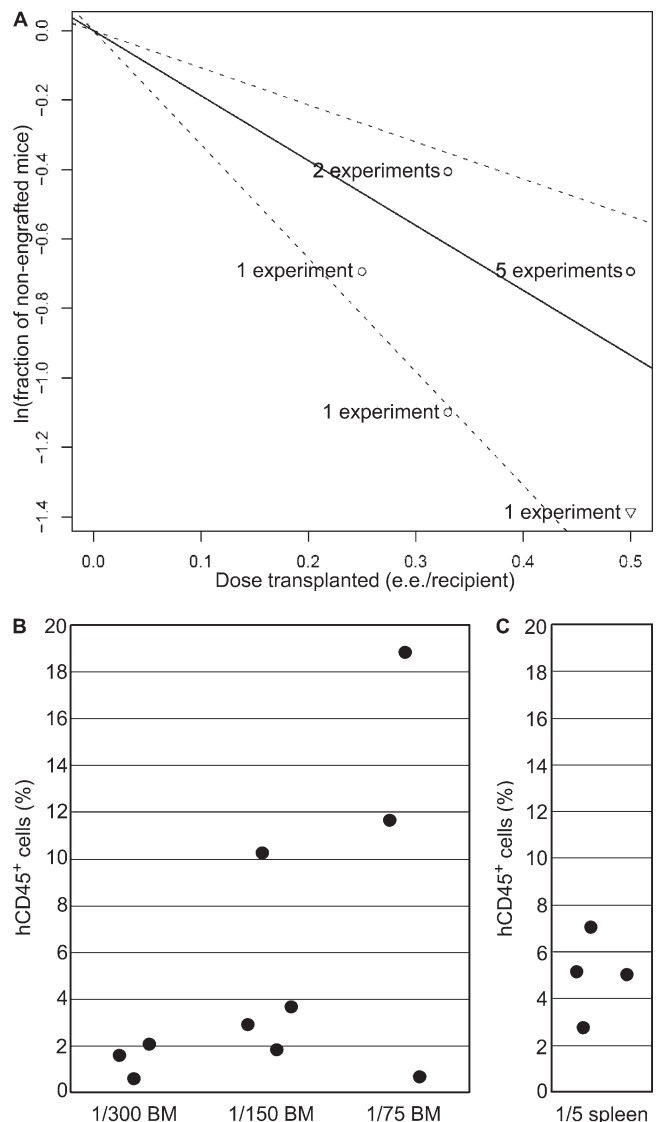 A
ln(fraction of non-engrafted mice)
0.0
−0.2
−0.4
−0.6
−0.8
−1.0
−1.2
−1.4
2 experiments
1 experiment
5 experiments
1 experiment
1 experiment
0.0 0.1 0.2 0.3 0.4 0.5
Dose transplanted (e.e./recipient)
B
hCD45+ cells (%)
20
18
16
14
12
10
8
6
4
2
0
1/300 BM 1/150 BM 1/75 BM
C
hCD45+ cells (%)
20
18
16
14
12
10
8
6
4
2
0
1/5 spleen